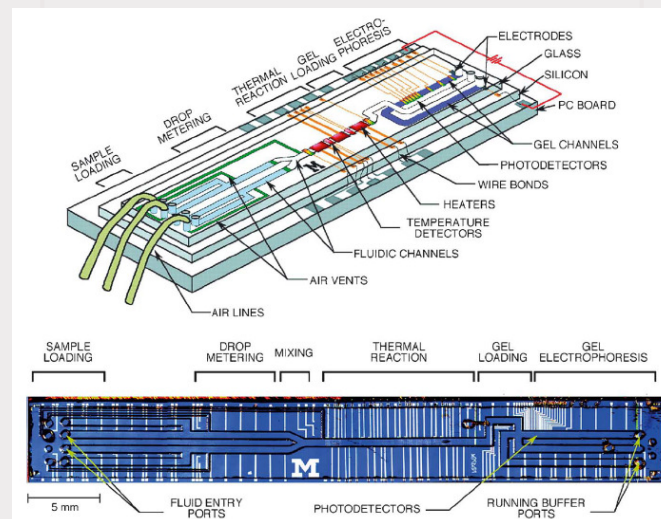 ELECTRODES
GLASS
SILICON
PC BOARD
GEL CHANNELS
PHOTODETECTORS
WIRE BONDS
HEATERS
TEMPERATURE
DETECTORS
FLUIDIC CHANNELS
AIR VENTS
AIR LINES
SAMPLE
LOADING
DROP
METERING
THERMAL
REACTION
GEL
LOADING
ELECTRO-
PHORESIS
M
SAMPLE
LOADING
DROP
METERING
MIXING
THERMAL
REACTION
GEL
LOADING
GEL
ELECTROPHORESIS
M
5 mm
FLUID ENTRY
PORTS
PHOTODETECTORS
RUNNING BUFFER
PORTS